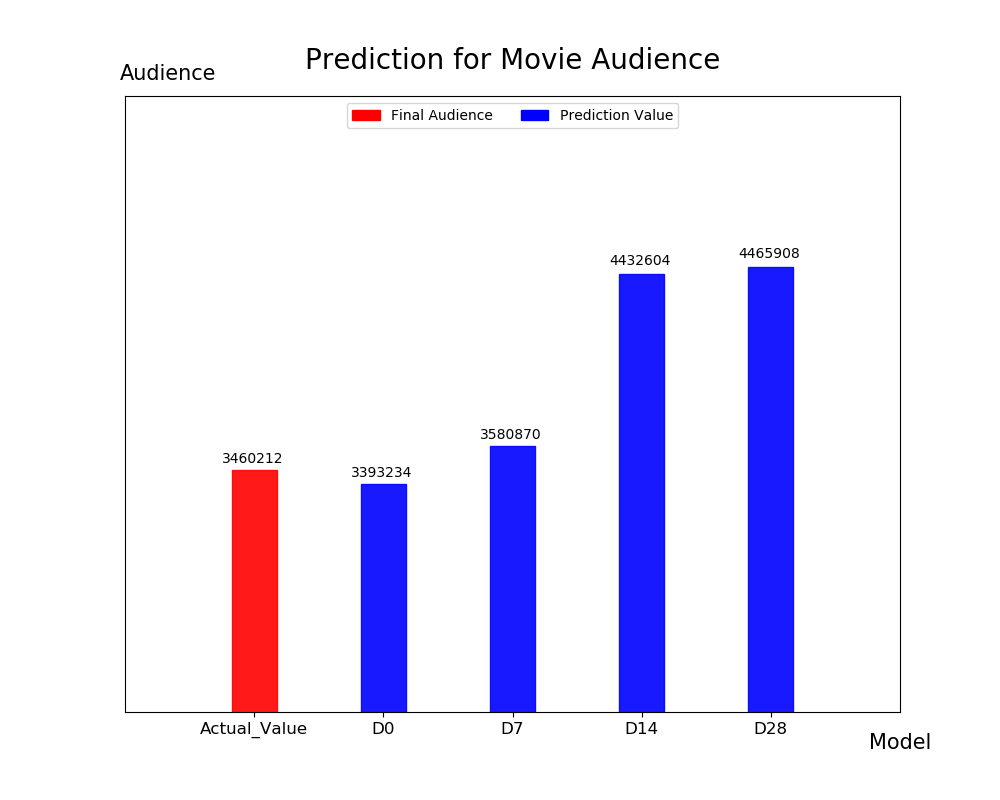 Prediction for Movie Audience
Audience
Final Audience
Prediction Value
4432604
4465908
3460212
3393234
3580870
Actual_Value
D0
D7
D14
D28
Model